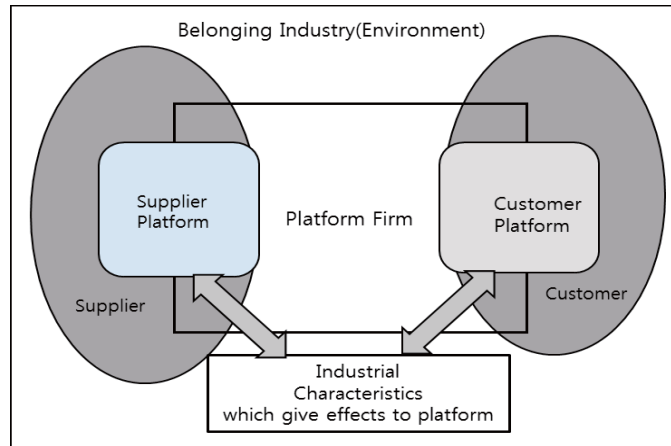 Belonging Industry(Environment)
Supplier
Platform
Platform Firm
Customer
Platform
Supplier
Customer
Industrial
Characteristics
which give effects to platform